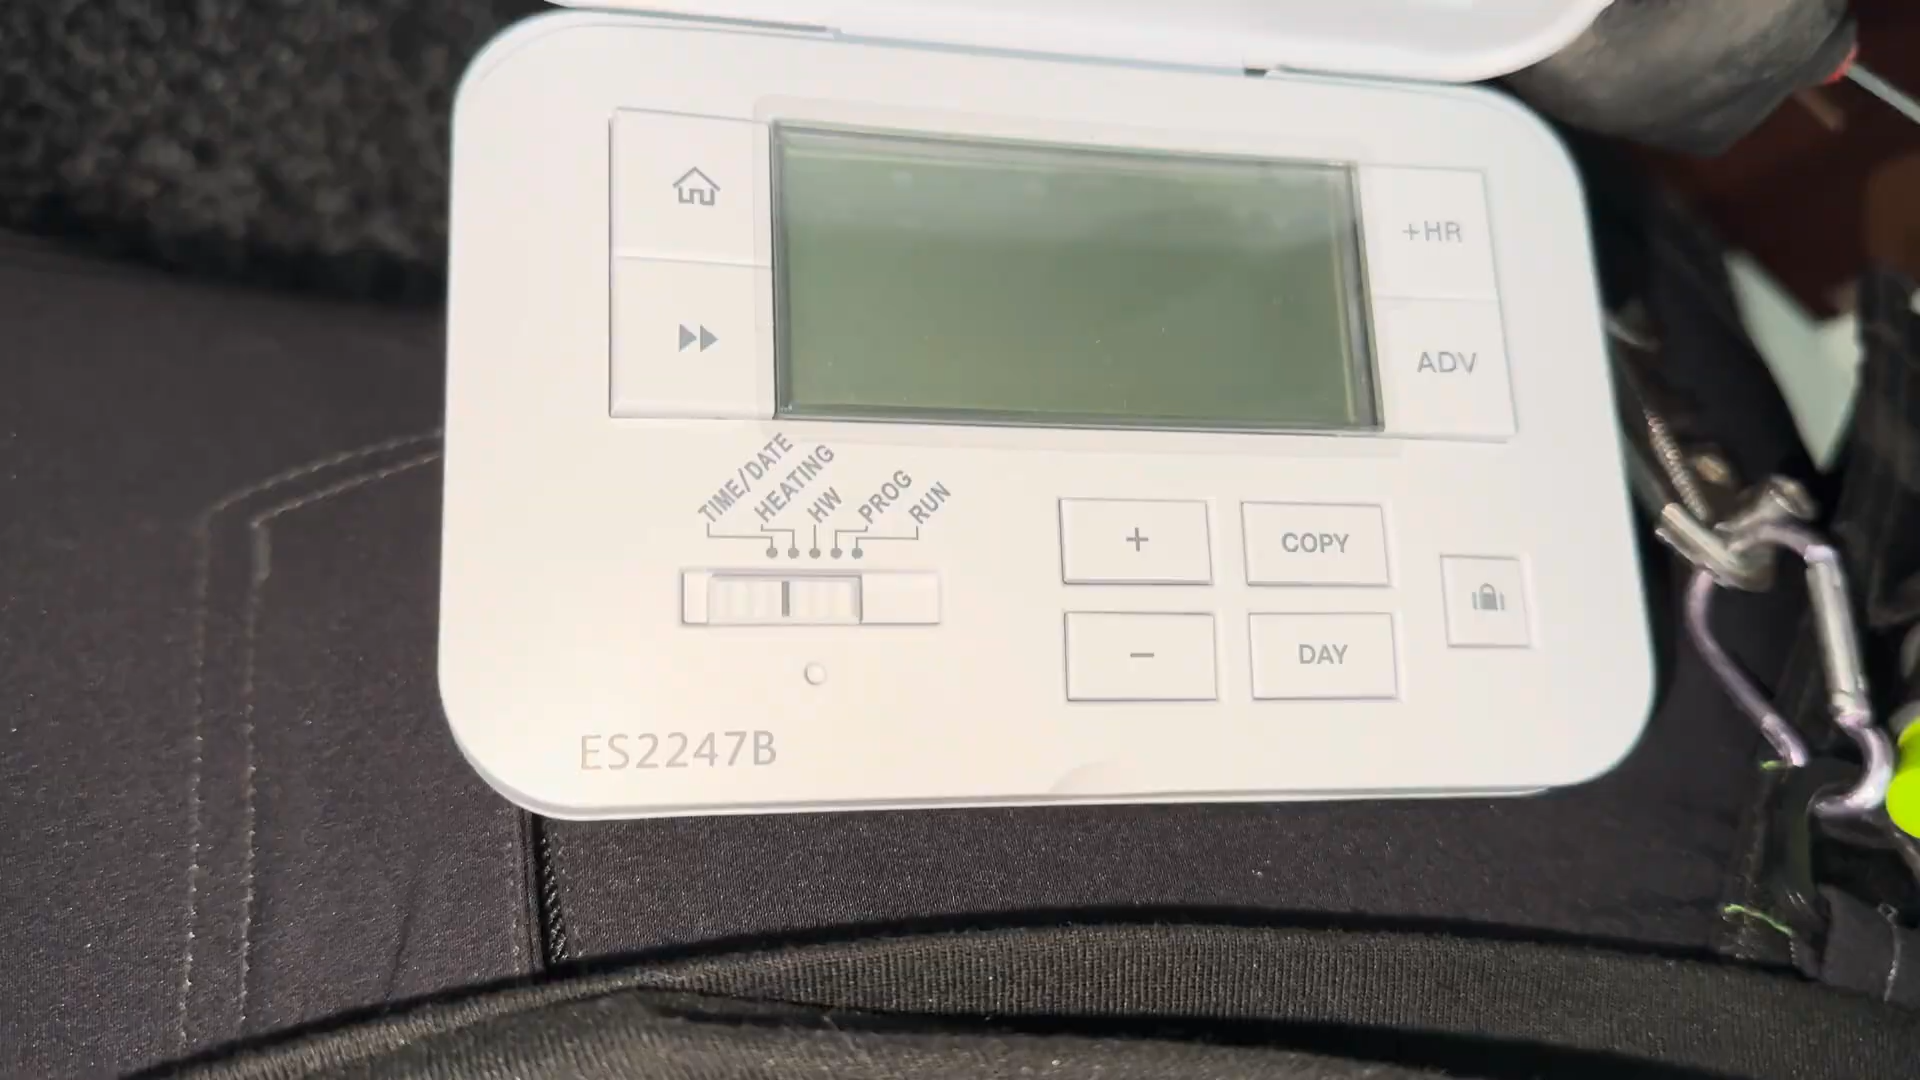 +HR
ADV
TIME/DATE
HEATING
HW
PROG
RUN
+
COPY
−
DAY
ES2247B